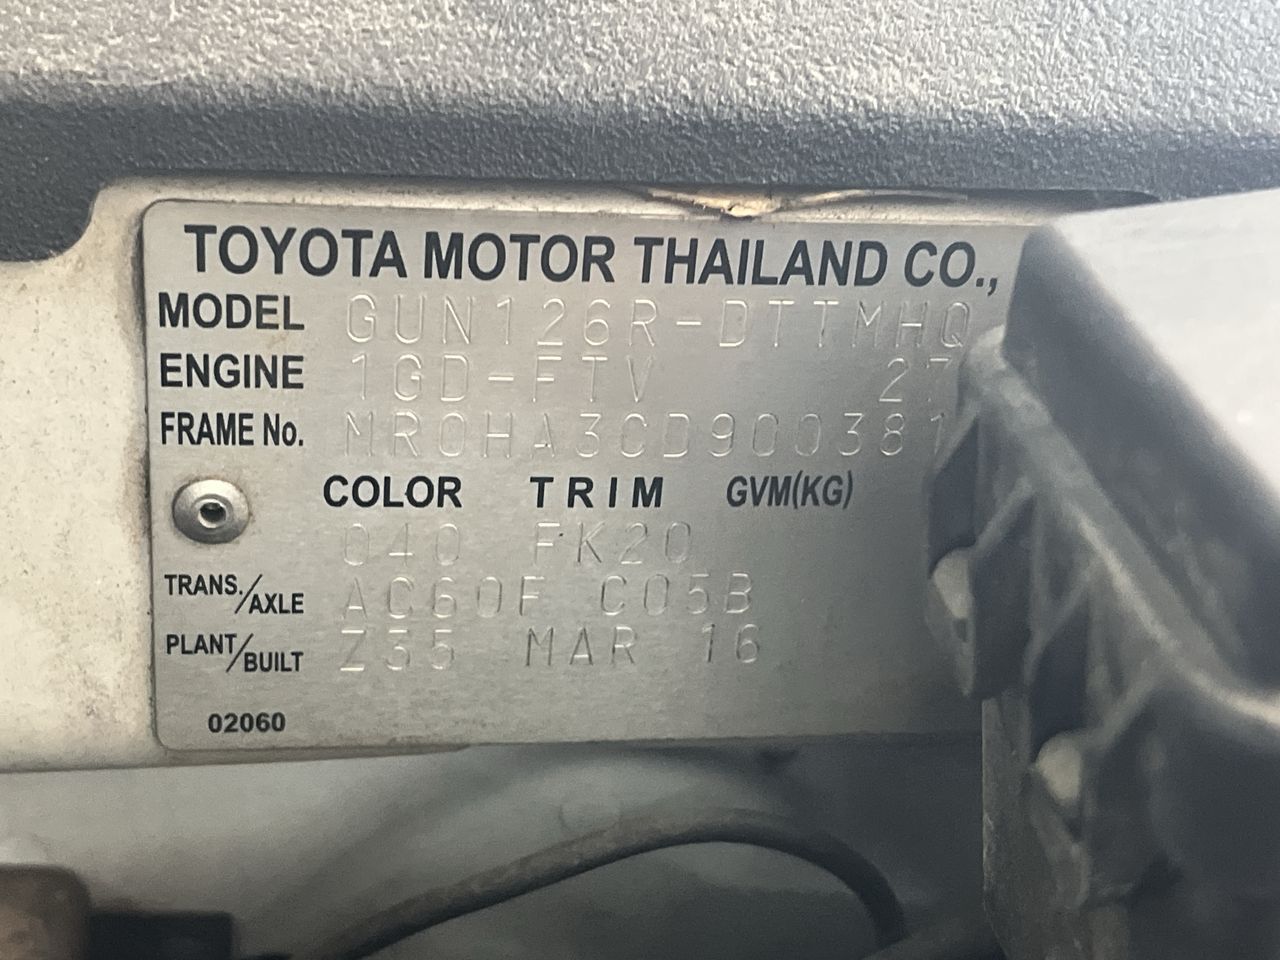 TOYOTA MOTOR THAILAND CO.,
MODEL GUN126R-DTTMHQ
ENGINE 1GD-FTV 27
FRAME No. MR0HA3CD900381
COLOR TRIM GVM(KG)
040 FK20
TRANS./AXLE AC60F C05B
PLANT/BUILT Z35 MAR 16
02060